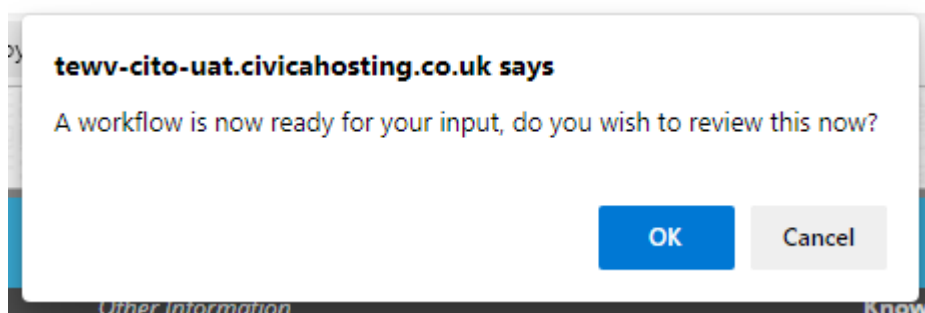 tewv-cito-uat.civicahosting.co.uk says
A workflow is now ready for your input, do you wish to review this now?
OK Cancel
Other Information